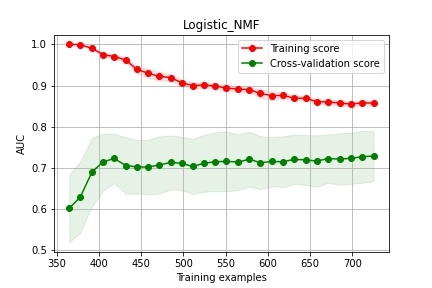 Logistic_NMF
1.0
0.9
0.8
0.7
0.6
0.5
AUC
Training score
Cross-validation score
350 400 450 500 550 600 650 700
Training examples